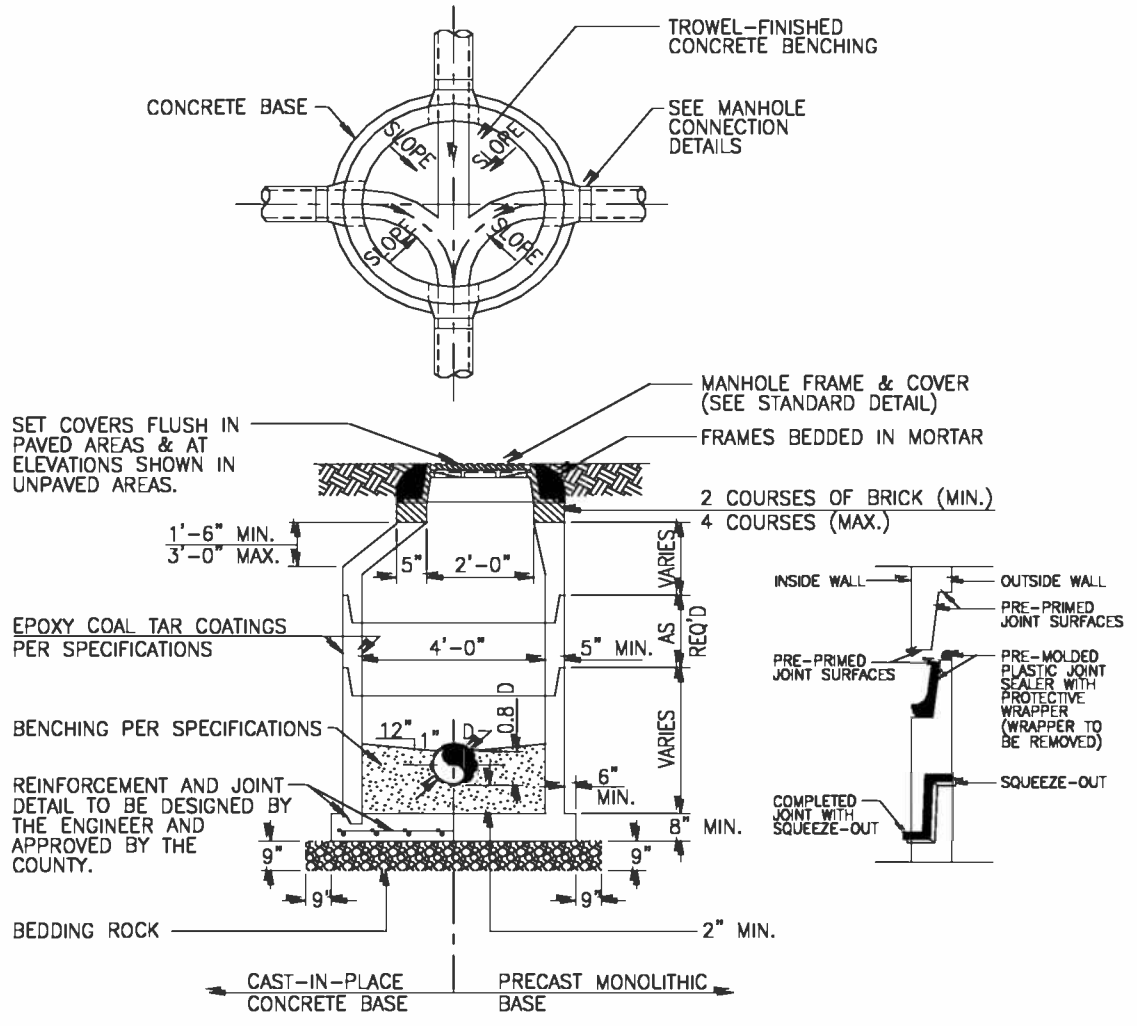 TROWEL-FINISHED
CONCRETE BENCHING
CONCRETE BASE
SEE MANHOLE
CONNECTION
DETAILS
SLOPE
SLOPE
SLOPE
SLOPE
MANHOLE FRAME & COVER
(SEE STANDARD DETAIL)
SET COVERS FLUSH IN
PAVED AREAS & AT
ELEVATIONS SHOWN IN
UNPAVED AREAS.
FRAMES BEDDED IN MORTAR
2 COURSES OF BRICK (MIN.)
4 COURSES (MAX.)
1'-6" MIN.
3'-0" MAX.
5"
2'-0"
VARIES
INSIDE WALL
OUTSIDE WALL
PRE-PRIMED
JOINT SURFACES
EPOXY COAL TAR COATINGS
PER SPECIFICATIONS
4'-0"
5" MIN.
AS
REQ'D
PRE-PRIMED
JOINT SURFACES
PRE-MOLDED
PLASTIC JOINT
SEALER WITH
PROTECTIVE
WRAPPER
(WRAPPER TO
BE REMOVED)
BENCHING PER SPECIFICATIONS
12"
1"
D
0.8 D
VARIES
6"
MIN.
SQUEEZE-OUT
REINFORCEMENT AND JOINT
DETAIL TO BE DESIGNED BY
THE ENGINEER AND
APPROVED BY THE
COUNTY.
COMPLETED
JOINT WITH
SQUEEZE-OUT
8" MIN.
9"
9"
9"
9"
BEDDING ROCK
2" MIN.
CAST-IN-PLACE
CONCRETE BASE
PRECAST MONOLITHIC
BASE